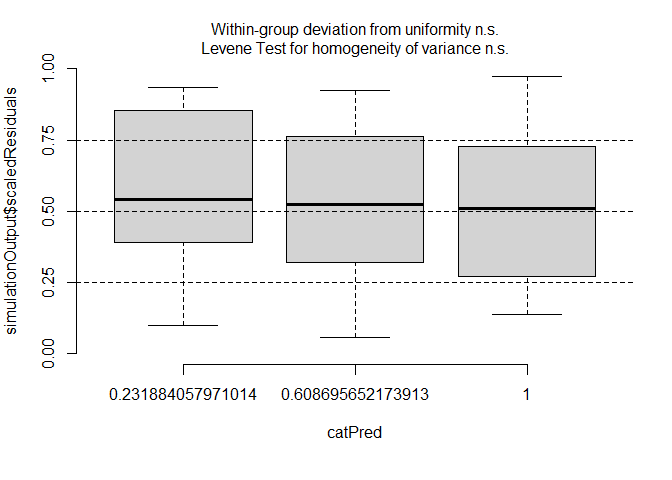 Within-group deviation from uniformity n.s.
Levene Test for homogeneity of variance n.s.
simulationOutput$scaledResiduals
1.00
0.75
0.50
0.25
0.00
0.231884057971014 0.608695652173913 1
catPred